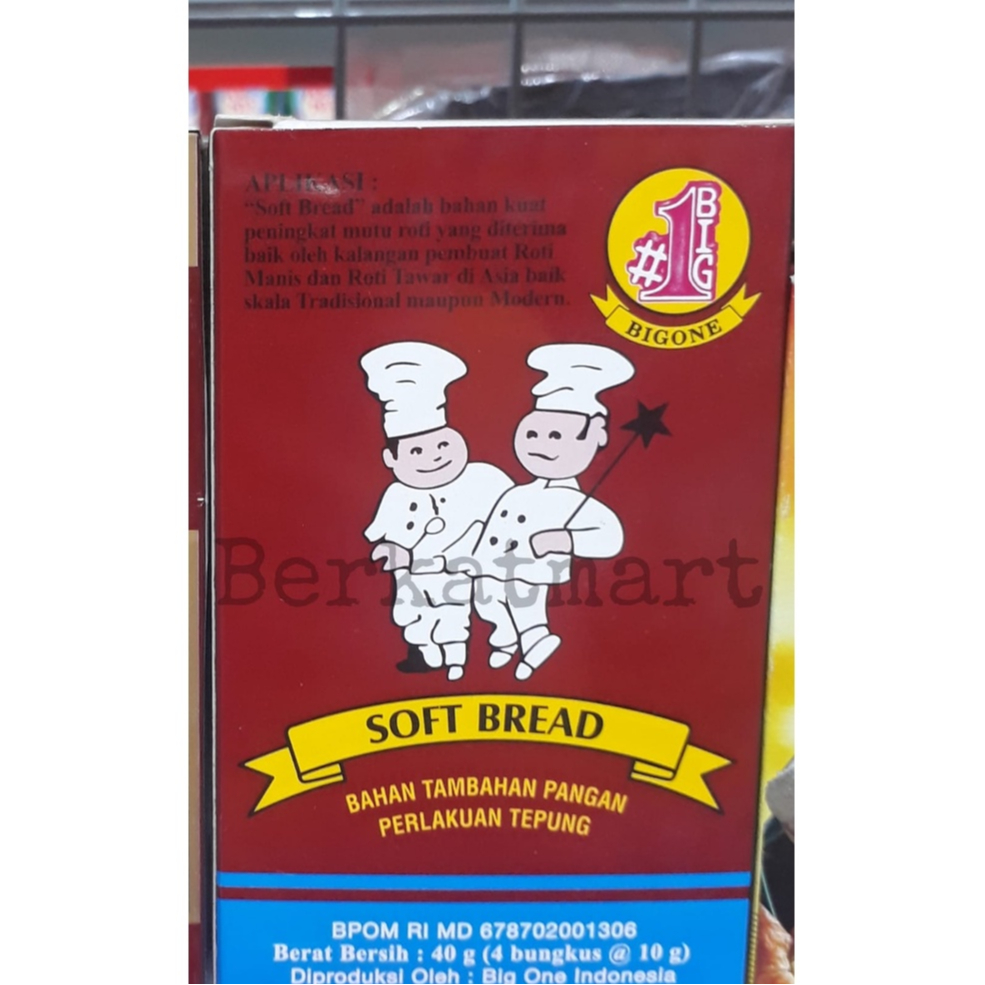 APLIKASI :
“Soft Bread” adalah bahan kuat
peningkat mutu roti yang diterima
baik oleh kalangan pembuat Roti
Manis dan Roti Tawar di Asia baik
skala Tradisional maupun Modern.
#1 BIG
BIGONE
Berkatmart
SOFT BREAD
BAHAN TAMBAHAN PANGAN
PERLAKUAN TEPUNG
BPOM RI MD 678702001306
Berat Bersih : 40 g (4 bungkus @ 10 g)
Diproduksi Oleh : Big One Indonesia